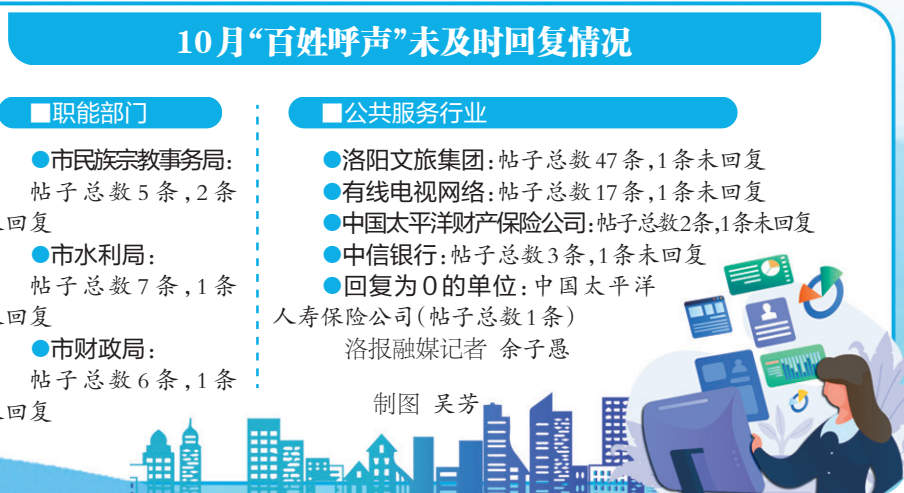 10月“百姓呼声”未及时回复情况
■职能部门
●市民族宗教事务局：
帖子总数5条，2条
回复
●市水利局：
帖子总数7条，1条
回复
●市财政局：
帖子总数6条，1条
回复
■公共服务行业
●洛阳文旅集团：帖子总数47条，1条未回复
●有线电视网络：帖子总数17条，1条未回复
●中国太平洋财产保险公司：帖子总数2条，1条未回复
●中信银行：帖子总数3条，1条未回复
●回复为0的单位：中国太平洋
人寿保险公司（帖子总数1条）
洛报融媒记者 余子愚
制图 吴芳